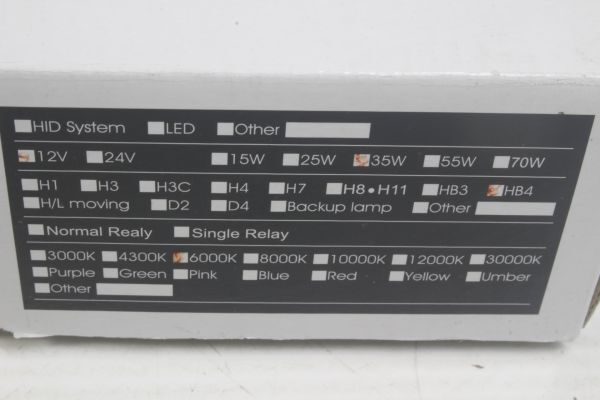 HID System LED Other
12V 24V 15W 25W 35W 55W 70W
H1 H3 H3C H4 H7 H8•H11 HB3 HB4
H/L moving D2 D4 Backup lamp Other
Normal Realy Single Relay
3000K 4300K 6000K 8000K 10000K 12000K 30000K
Purple Green Pink Blue Red Yellow Umber
Other